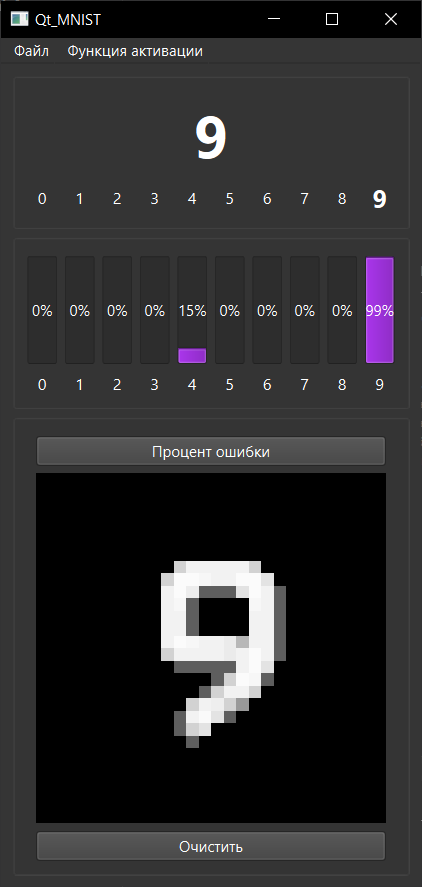 Qt_MNIST
Файл Функция активации
9
0 1 2 3 4 5 6 7 8 9
0% 0% 0% 0% 15% 0% 0% 0% 0% 99%
0 1 2 3 4 5 6 7 8 9
Процент ошибки
9
Очистить